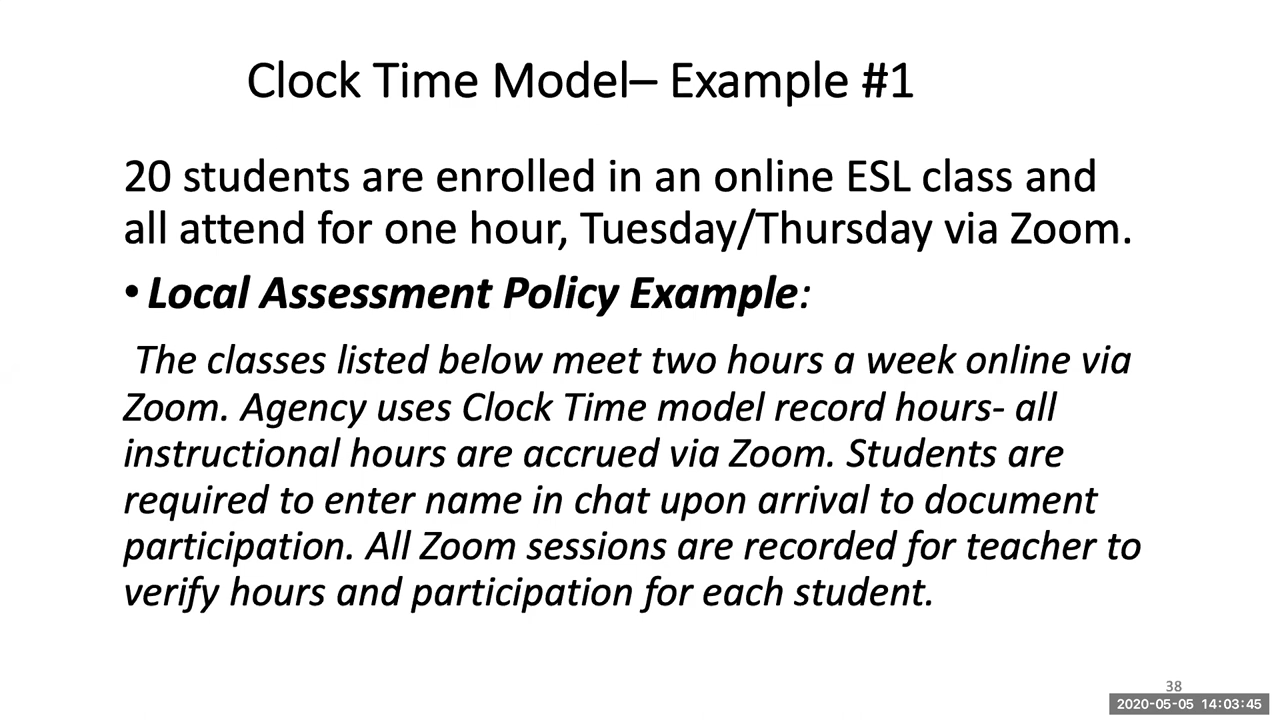 Clock Time Model– Example #1
20 students are enrolled in an online ESL class and
all attend for one hour, Tuesday/Thursday via Zoom.
• Local Assessment Policy Example:
The classes listed below meet two hours a week online via
Zoom. Agency uses Clock Time model record hours- all
instructional hours are accrued via Zoom. Students are
required to enter name in chat upon arrival to document
participation. All Zoom sessions are recorded for teacher to
verify hours and participation for each student.
38
2020-05-05 14:03:45